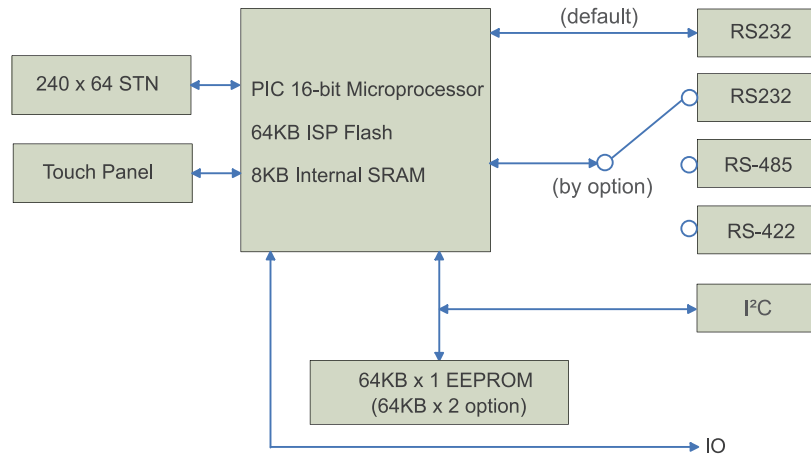 (default)
RS232
240 x 64 STN
PIC 16-bit Microprocessor
RS232
64KB ISP Flash
Touch Panel
8KB Internal SRAM
(by option)
RS-485
RS-422
I²C
64KB x 1 EEPROM
(64KB x 2 option)
IO